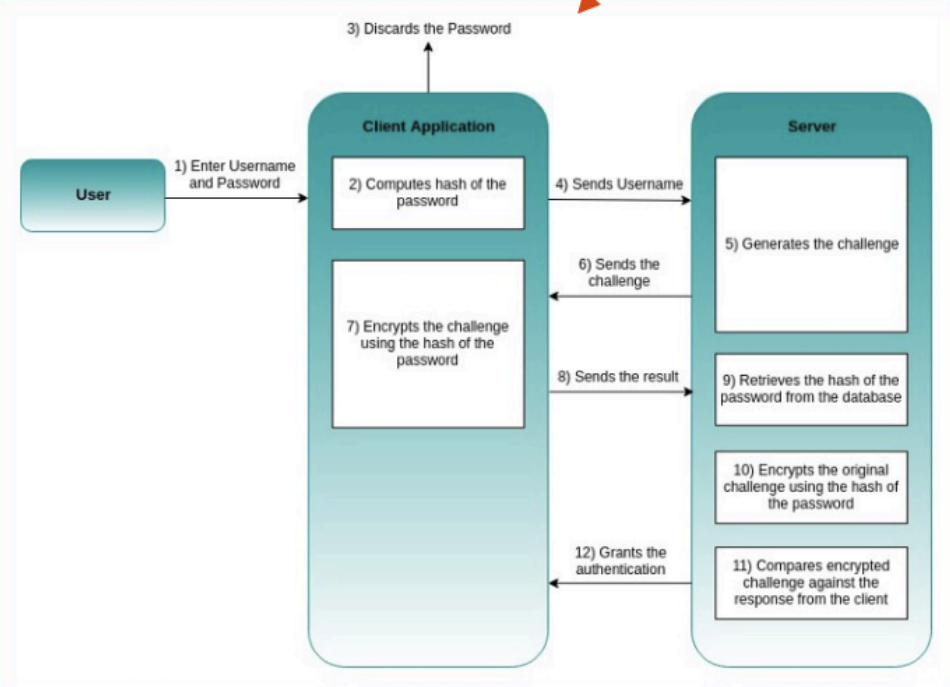 3) Discards the Password
Client Application
Server
User
1) Enter Username
and Password
2) Computes hash of the
password
4) Sends Username
5) Generates the challenge
6) Sends the
challenge
7) Encrypts the challenge
using the hash of the
password
8) Sends the result
9) Retrieves the hash of the
password from the database
10) Encrypts the original
challenge using the hash of
the password
11) Compares encrypted
challenge against the
response from the client
12) Grants the
authentication